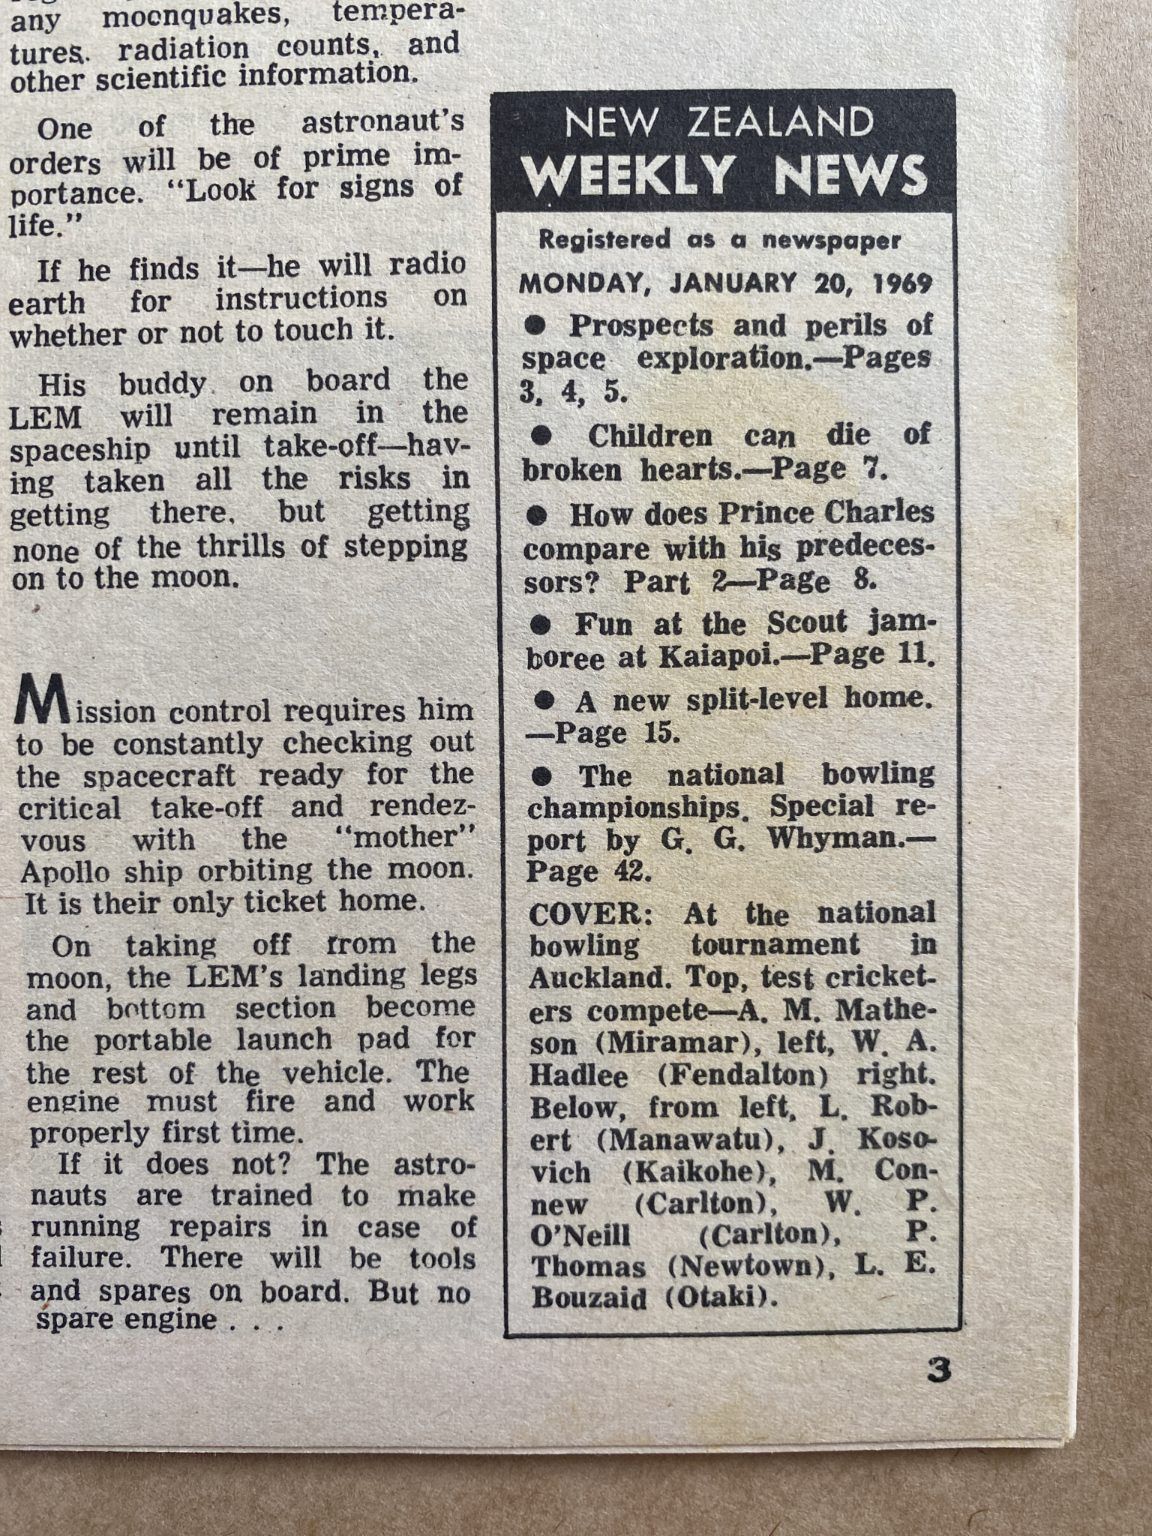 any moonquakes, tempera-
tures. radiation counts, and
other scientific information.
One of the astronaut's
orders will be of prime im-
portance. “Look for signs of
life.”
If he finds it—he will radio
earth for instructions on
whether or not to touch it.
His buddy on board the
LEM will remain in the
spaceship until take-off—hav-
ing taken all the risks in
getting there, but getting
none of the thrills of stepping
on to the moon.
Mission control requires him
to be constantly checking out
the spacecraft ready for the
critical take-off and rendez-
vous with the “mother”
Apollo ship orbiting the moon.
It is their only ticket home.
On taking off from the
moon, the LEM's landing legs
and bottom section become
the portable launch pad for
the rest of the vehicle. The
engine must fire and work
properly first time.
If it does not? The astro-
nauts are trained to make
running repairs in case of
failure. There will be tools
and spares on board. But no
spare engine . . .
NEW ZEALAND
WEEKLY NEWS
Registered as a newspaper
MONDAY, JANUARY 20, 1969
● Prospects and perils of
space exploration.—Pages
3, 4, 5.
● Children can die of
broken hearts.—Page 7.
● How does Prince Charles
compare with his predeces-
sors? Part 2—Page 8.
● Fun at the Scout jam-
boree at Kaiapoi.—Page 11.
● A new split-level home.
—Page 15.
● The national bowling
championships. Special re-
port by G. G. Whyman.—
Page 42.
COVER: At the national
bowling tournament in
Auckland. Top, test cricket-
ers compete—A. M. Mathe-
son (Miramar), left, W. A.
Hadlee (Fendalton) right.
Below, from left, L. Rob-
ert (Manawatu), J. Koso-
vich (Kaikohe), M. Con-
new (Carlton), W. P.
O'Neill (Carlton), P.
Thomas (Newtown), L. E.
Bouzaid (Otaki).
3